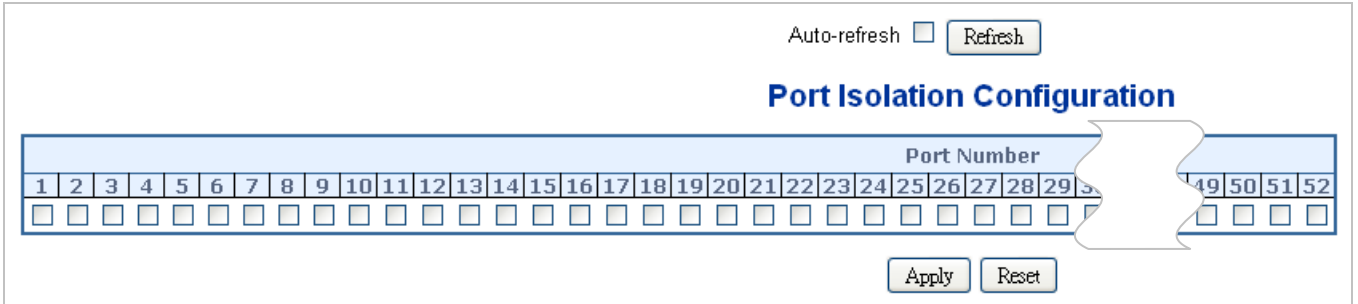 Auto-refresh Refresh
Port Isolation Configuration
Port Number
1 2 3 4 5 6 7 8 9 10 11 12 13 14 15 16 17 18 19 20 21 22 23 24 25 26 27 28 29 49 50 51 52
Apply Reset